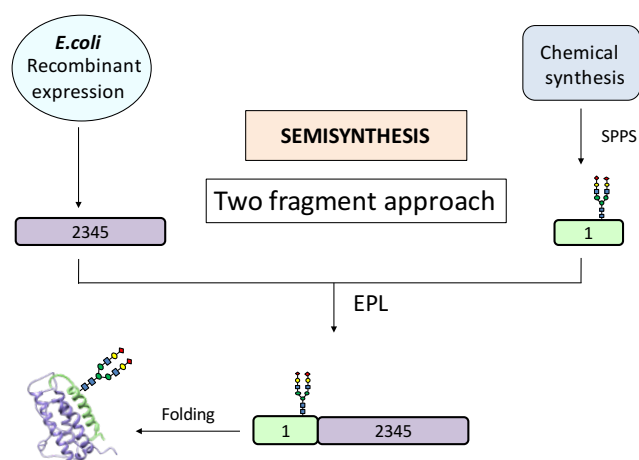 E.coli
Recombinant
expression
Chemical
synthesis
SEMISYNTHESIS
SPPS
Two fragment approach
2345
1
EPL
Folding
1
2345